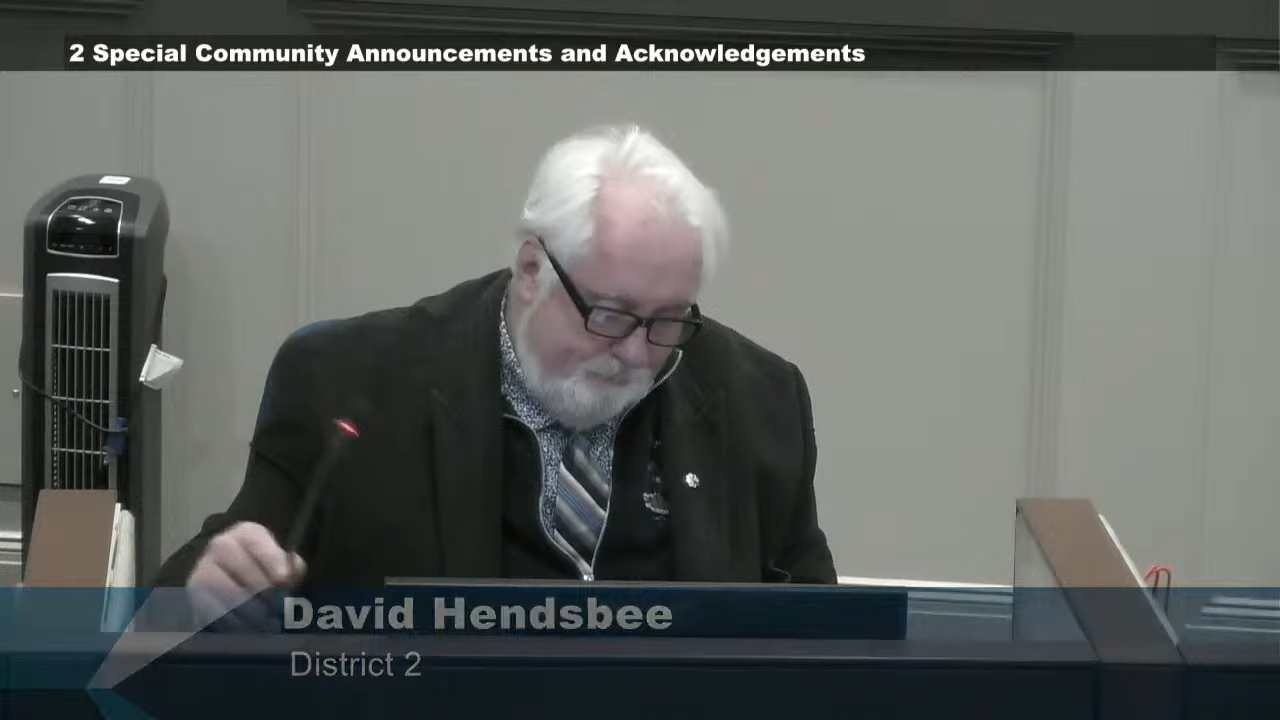 2 Special Community Announcements and Acknowledgements
David Hendsbee
District 2